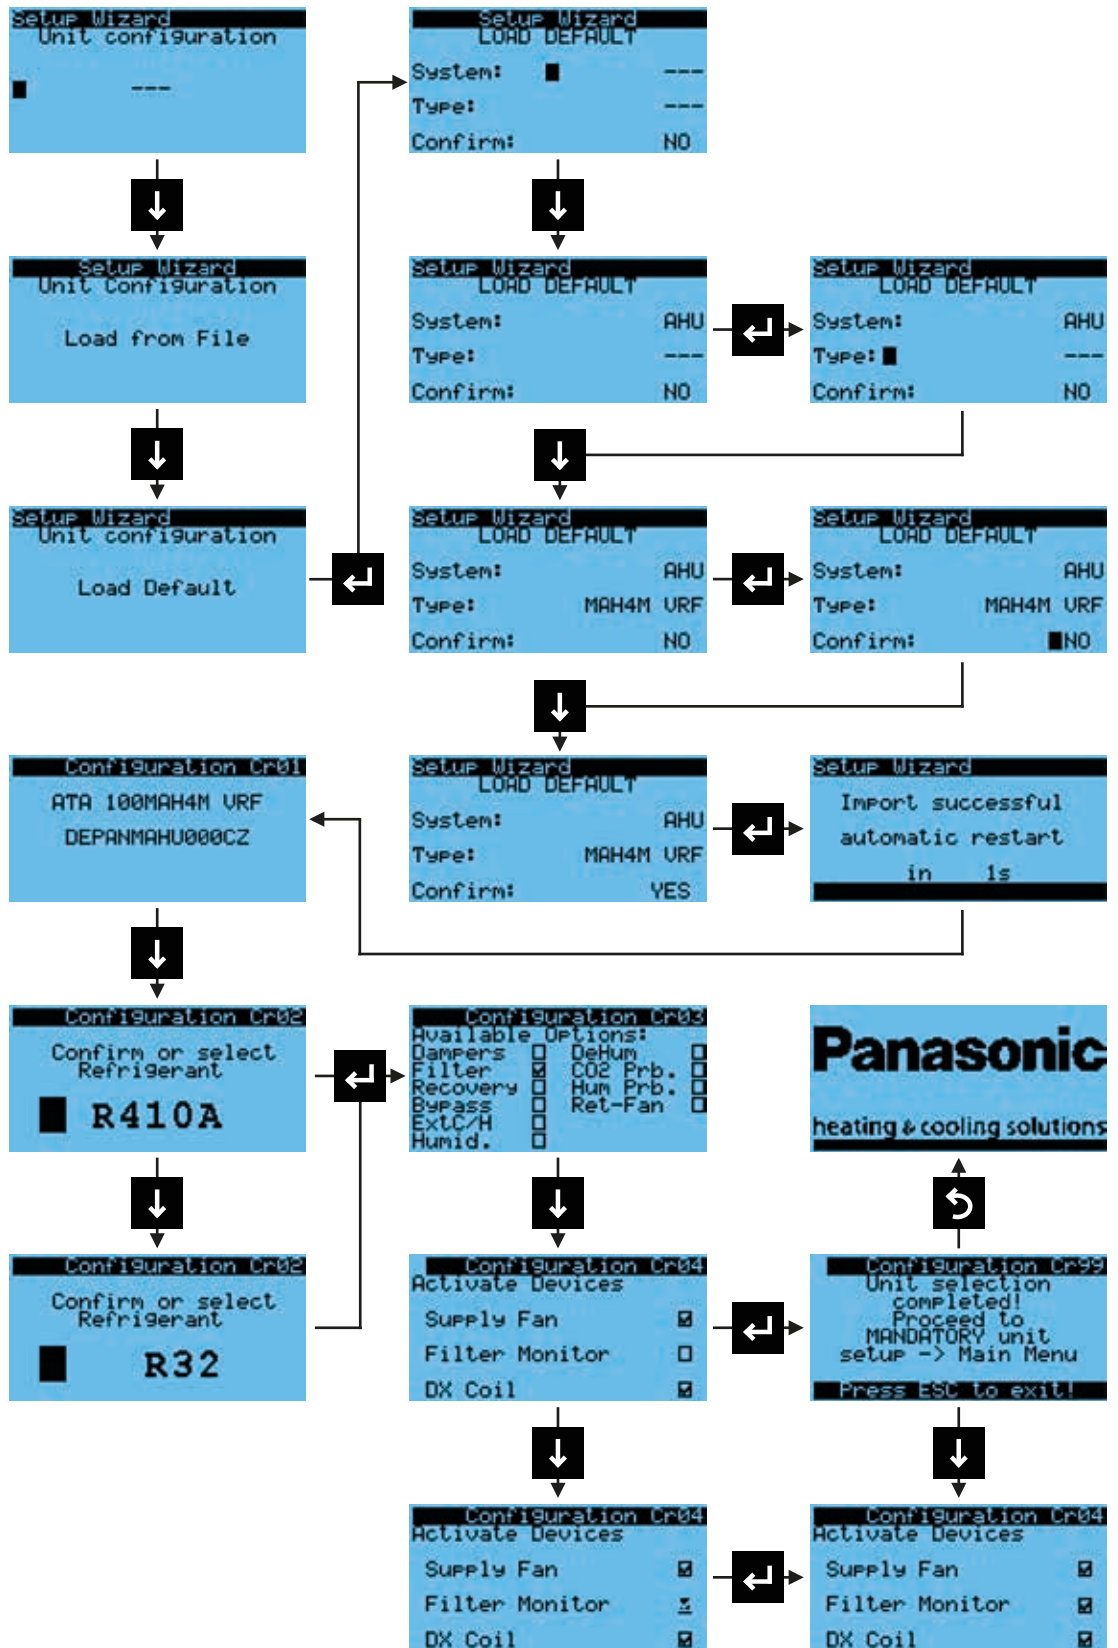 Setup Wizard
Unit configuration
---
Setup Wizard
LOAD DEFAULT
System: ---
Type: ---
Confirm: NO
Setup Wizard
Unit Configuration
Load from File
Setup Wizard
LOAD DEFAULT
System: AHU
Type: ---
Confirm: NO
Setup Wizard
LOAD DEFAULT
System: AHU
Type: ---
Confirm: NO
Setup Wizard
Unit configuration
Load Default
Setup Wizard
LOAD DEFAULT
System: AHU
Type: MAH4M VRF
Confirm: NO
Setup Wizard
LOAD DEFAULT
System: AHU
Type: MAH4M VRF
Confirm: NO
Configuration Cr01
ATA 100MAH4M VRF
DEPANMAHU000CZ
Setup Wizard
LOAD DEFAULT
System: AHU
Type: MAH4M VRF
Confirm: YES
Setup Wizard
Import successful
automatic restart
in 1s
Configuration Cr02
Confirm or select
Refrigerant
R410A
Configuration Cr03
Available Options:
Dampers DeHum
Filter CO2 Prb.
Recovery Hum Prb.
Bypass Ret-Fan
ExtC/H
Humid.
Panasonic
heating & cooling solutions
Configuration Cr02
Confirm or select
Refrigerant
R32
Configuration Cr04
Activate Devices
Supply Fan
Filter Monitor
DX Coil
Configuration Cr99
Unit selection
completed!
Proceed to
MANDATORY unit
setup -> Main Menu
Press ESC to exit!
Configuration Cr04
Activate Devices
Supply Fan
Filter Monitor
DX Coil
Configuration Cr04
Activate Devices
Supply Fan
Filter Monitor
DX Coil